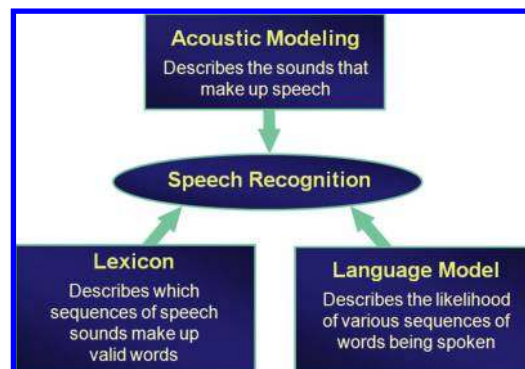 Acoustic Modeling
Describes the sounds that
make up speech
Speech Recognition
Lexicon
Describes which
sequences of speech
sounds make up
valid words
Language Model
Describes the likelihood
of various sequences of
words being spoken